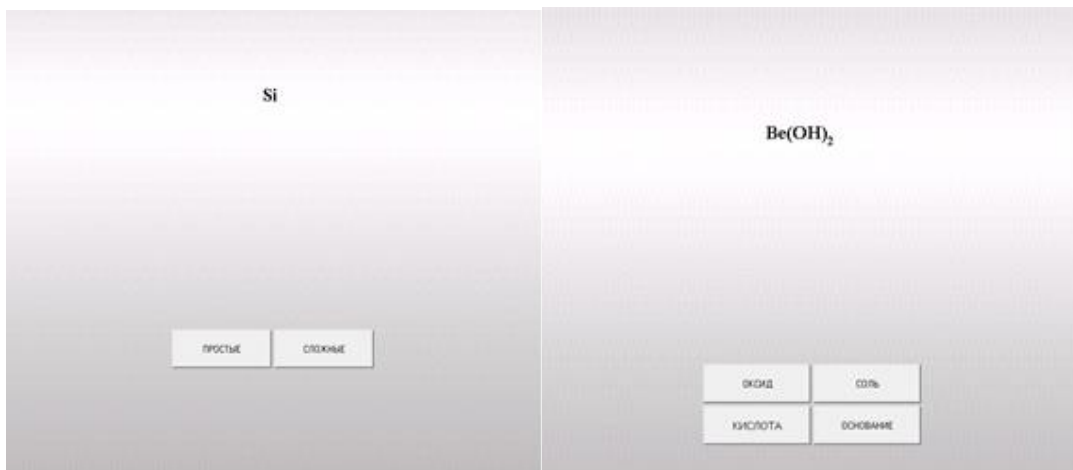 Si
ПРОСТЫЕ СЛОЖНЫЕ
Be(OH)₂
ОКСИД СОЛЬ
КИСЛОТА ОСНОВАНИЕ